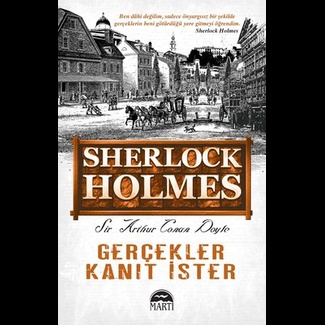 Ben dâhi değilim, sadece önyargısız bir şekilde
gerçeklerin beni götürdüğü yere gitmeyi öğrendim.
Sherlock Holmes
SHERLOCK
HOLMES
Sir Arthur Conan Doyle
GERÇEKLER
KANIT İSTER
MARTI